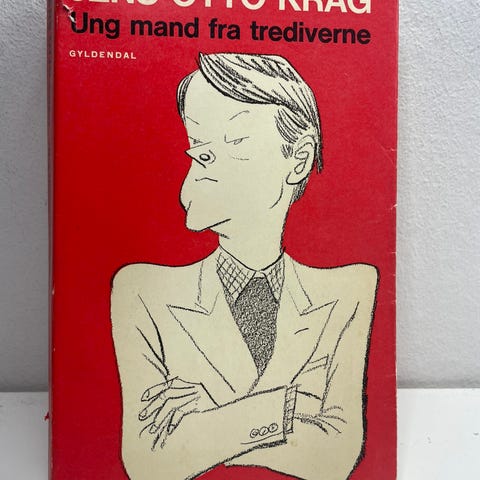 JENS OTTO KRAG
Ung mand fra trediverne
GYLDENDAL